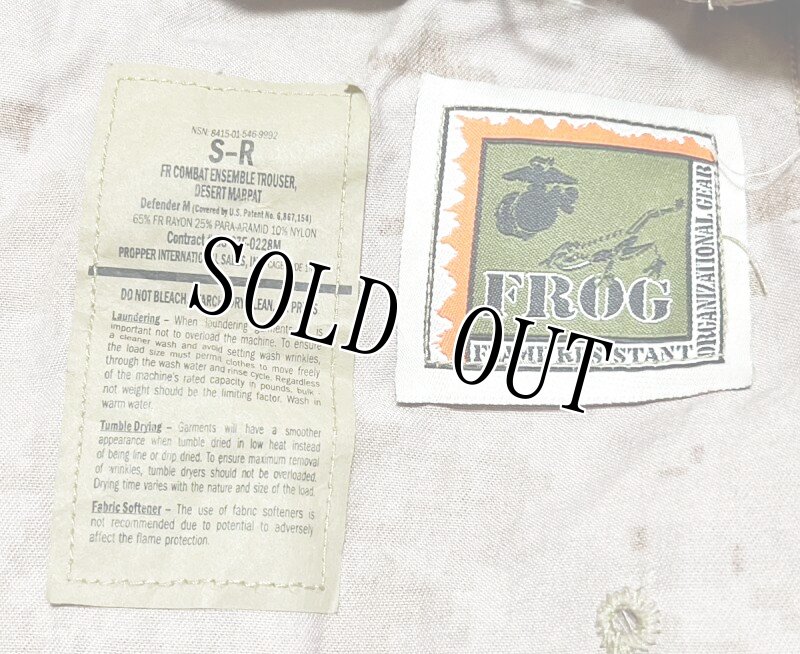 NSN: 8415-01-546-9992
S-R
FR COMBAT ENSEMBLE TROUSER,
DESERT MARPAT
Defender M (Covered by U.S. Patent No. 6,867,154)
65% FR RAYON 25% PARA-ARAMID 10% NYLON
Contract -0228M
PROPPER INTERNATIONAL SALES,
DO NOT BLEACH
Laundering – When laundering
important not to overload the machine. To ensure
a cleaner wash and avoid setting wash wrinkles,
the load size must permit clothes to move freely
through the wash water and rinse cycle. Regardless
of the machine's rated capacity in pounds, bulk -
not weight should be the limiting factor. Wash in
warm water.
Tumble Drying – Garments will have a smoother
appearance when tumble dried in low heat instead
of being line or drip dried. To ensure maximum removal
of wrinkles, tumble dryers should not be overloaded.
Drying time varies with the nature and size of the load.
Fabric Softener – The use of fabric softeners is
not recommended due to potential to adversely
affect the flame protection.
FROG
FLAME RESISTANT
ORGANIZATIONAL GEAR
SOLD OUT